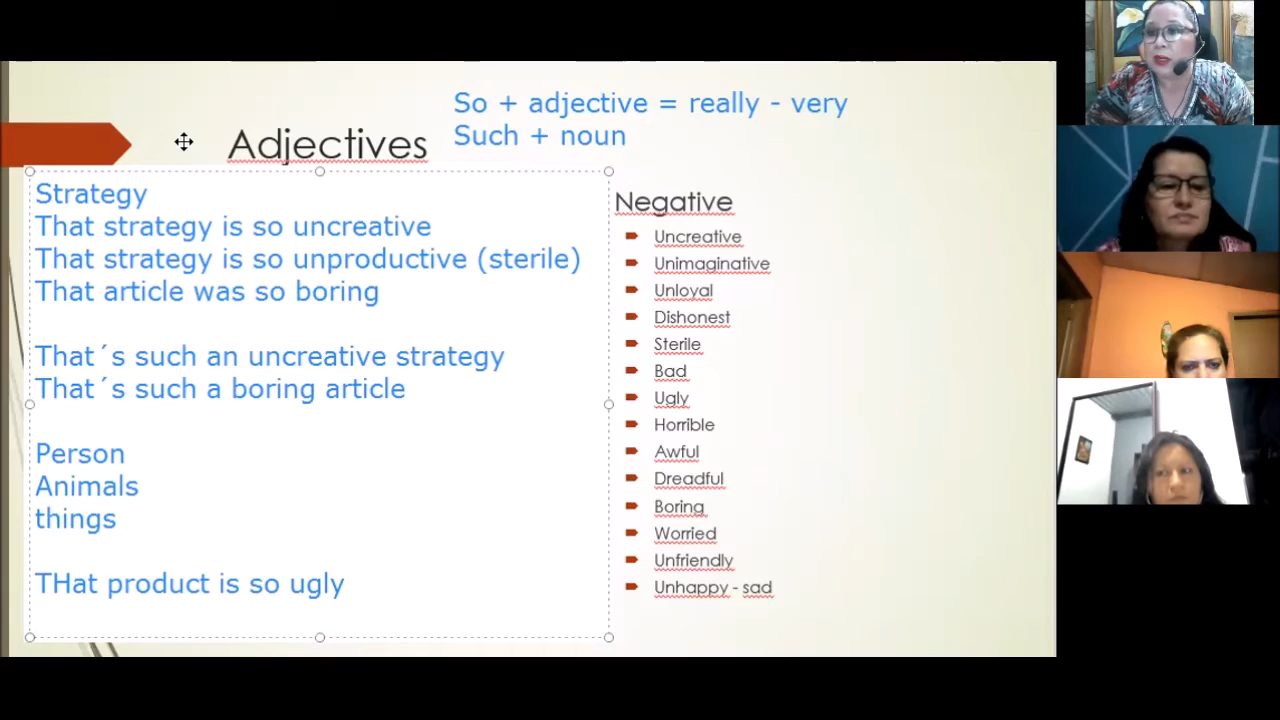 So + adjective = really - very
Such + noun
Adjectives
Strategy
That strategy is so uncreative
That strategy is so unproductive (sterile)
That article was so boring
That´s such an uncreative strategy
That´s such a boring article
Person
Animals
things
THat product is so ugly
Negative
Uncreative
Unimaginative
Unloyal
Dishonest
Sterile
Bad
Ugly
Horrible
Awful
Dreadful
Boring
Worried
Unfriendly
Unhappy - sad